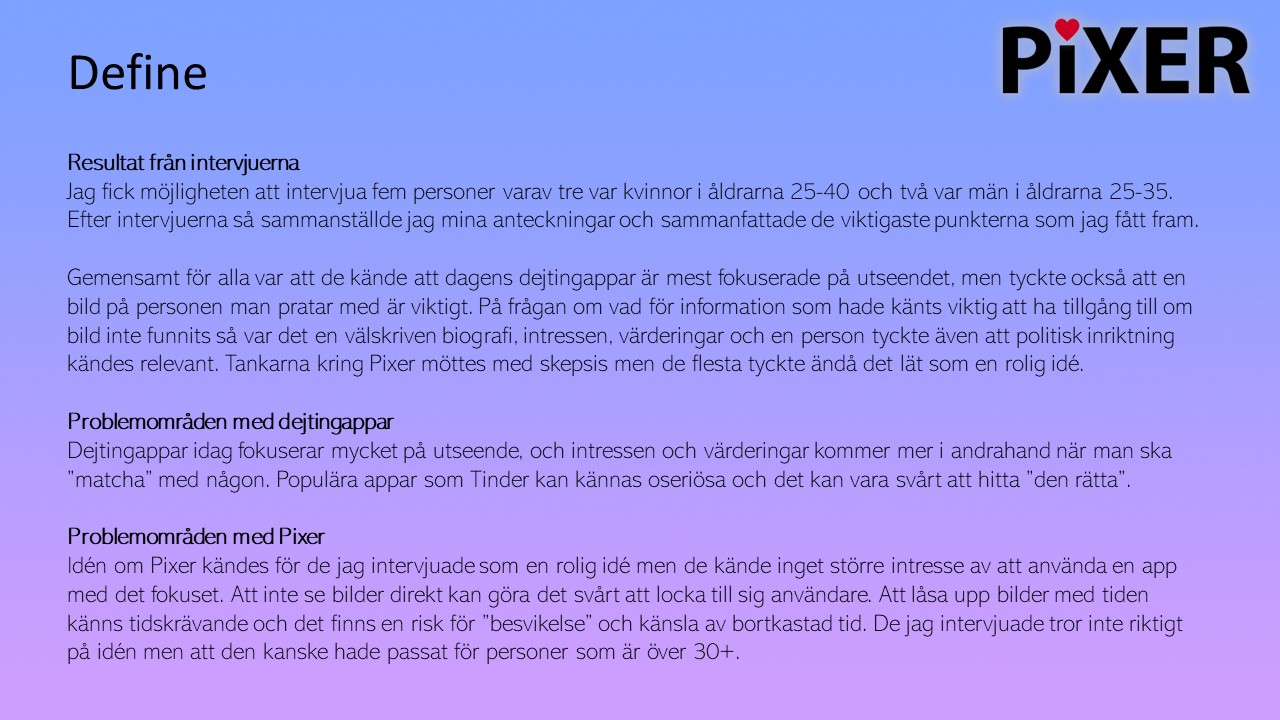 Define
PiXER
Resultat från intervjuerna
Jag fick möjligheten att intervjua fem personer varav tre var kvinnor i åldrarna 25-40 och två var män i åldrarna 25-35.
Efter intervjuerna så sammanställde jag mina anteckningar och sammanfattade de viktigaste punkterna som jag fått fram.
Gemensamt för alla var att de kände att dagens dejtingappar är mest fokuserade på utseendet, men tyckte också att en
bild på personen man pratar med är viktigt. På frågan om vad för information som hade känts viktig att ha tillgång till om
bild inte funnits så var det en välskriven biografi, intressen, värderingar och en person tyckte även att politisk inriktning
kändes relevant. Tankarna kring Pixer möttes med skepsis men de flesta tyckte ändå det lät som en rolig idé.
Problemområden med dejtingappar
Dejtingappar idag fokuserar mycket på utseende, och intressen och värderingar kommer mer i andrahand när man ska
”matcha” med någon. Populära appar som Tinder kan kännas oseriösa och det kan vara svårt att hitta ”den rätta”.
Problemområden med Pixer
Idén om Pixer kändes för de jag intervjuade som en rolig idé men de kände inget större intresse av att använda en app
med det fokuset. Att inte se bilder direkt kan göra det svårt att locka till sig användare. Att låsa upp bilder med tiden
känns tidskrävande och det finns en risk för ”besvikelse” och känsla av bortkastad tid. De jag intervjuade tror inte riktigt
på idén men att den kanske hade passat för personer som är över 30+.